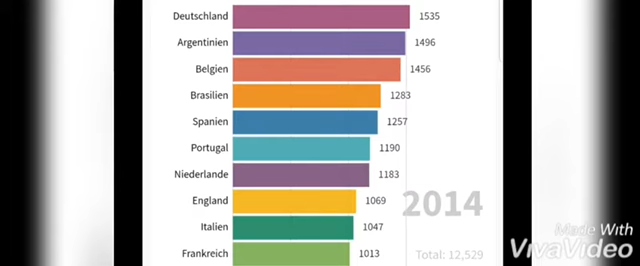 Deutschland 1535
Argentinien 1496
Belgien 1456
Brasilien 1283
Spanien 1257
Portugal 1190
Niederlande 1183
England 1069
2014
Italien 1047
Made With
VivaVideo
Frankreich 1013
Total: 12,529